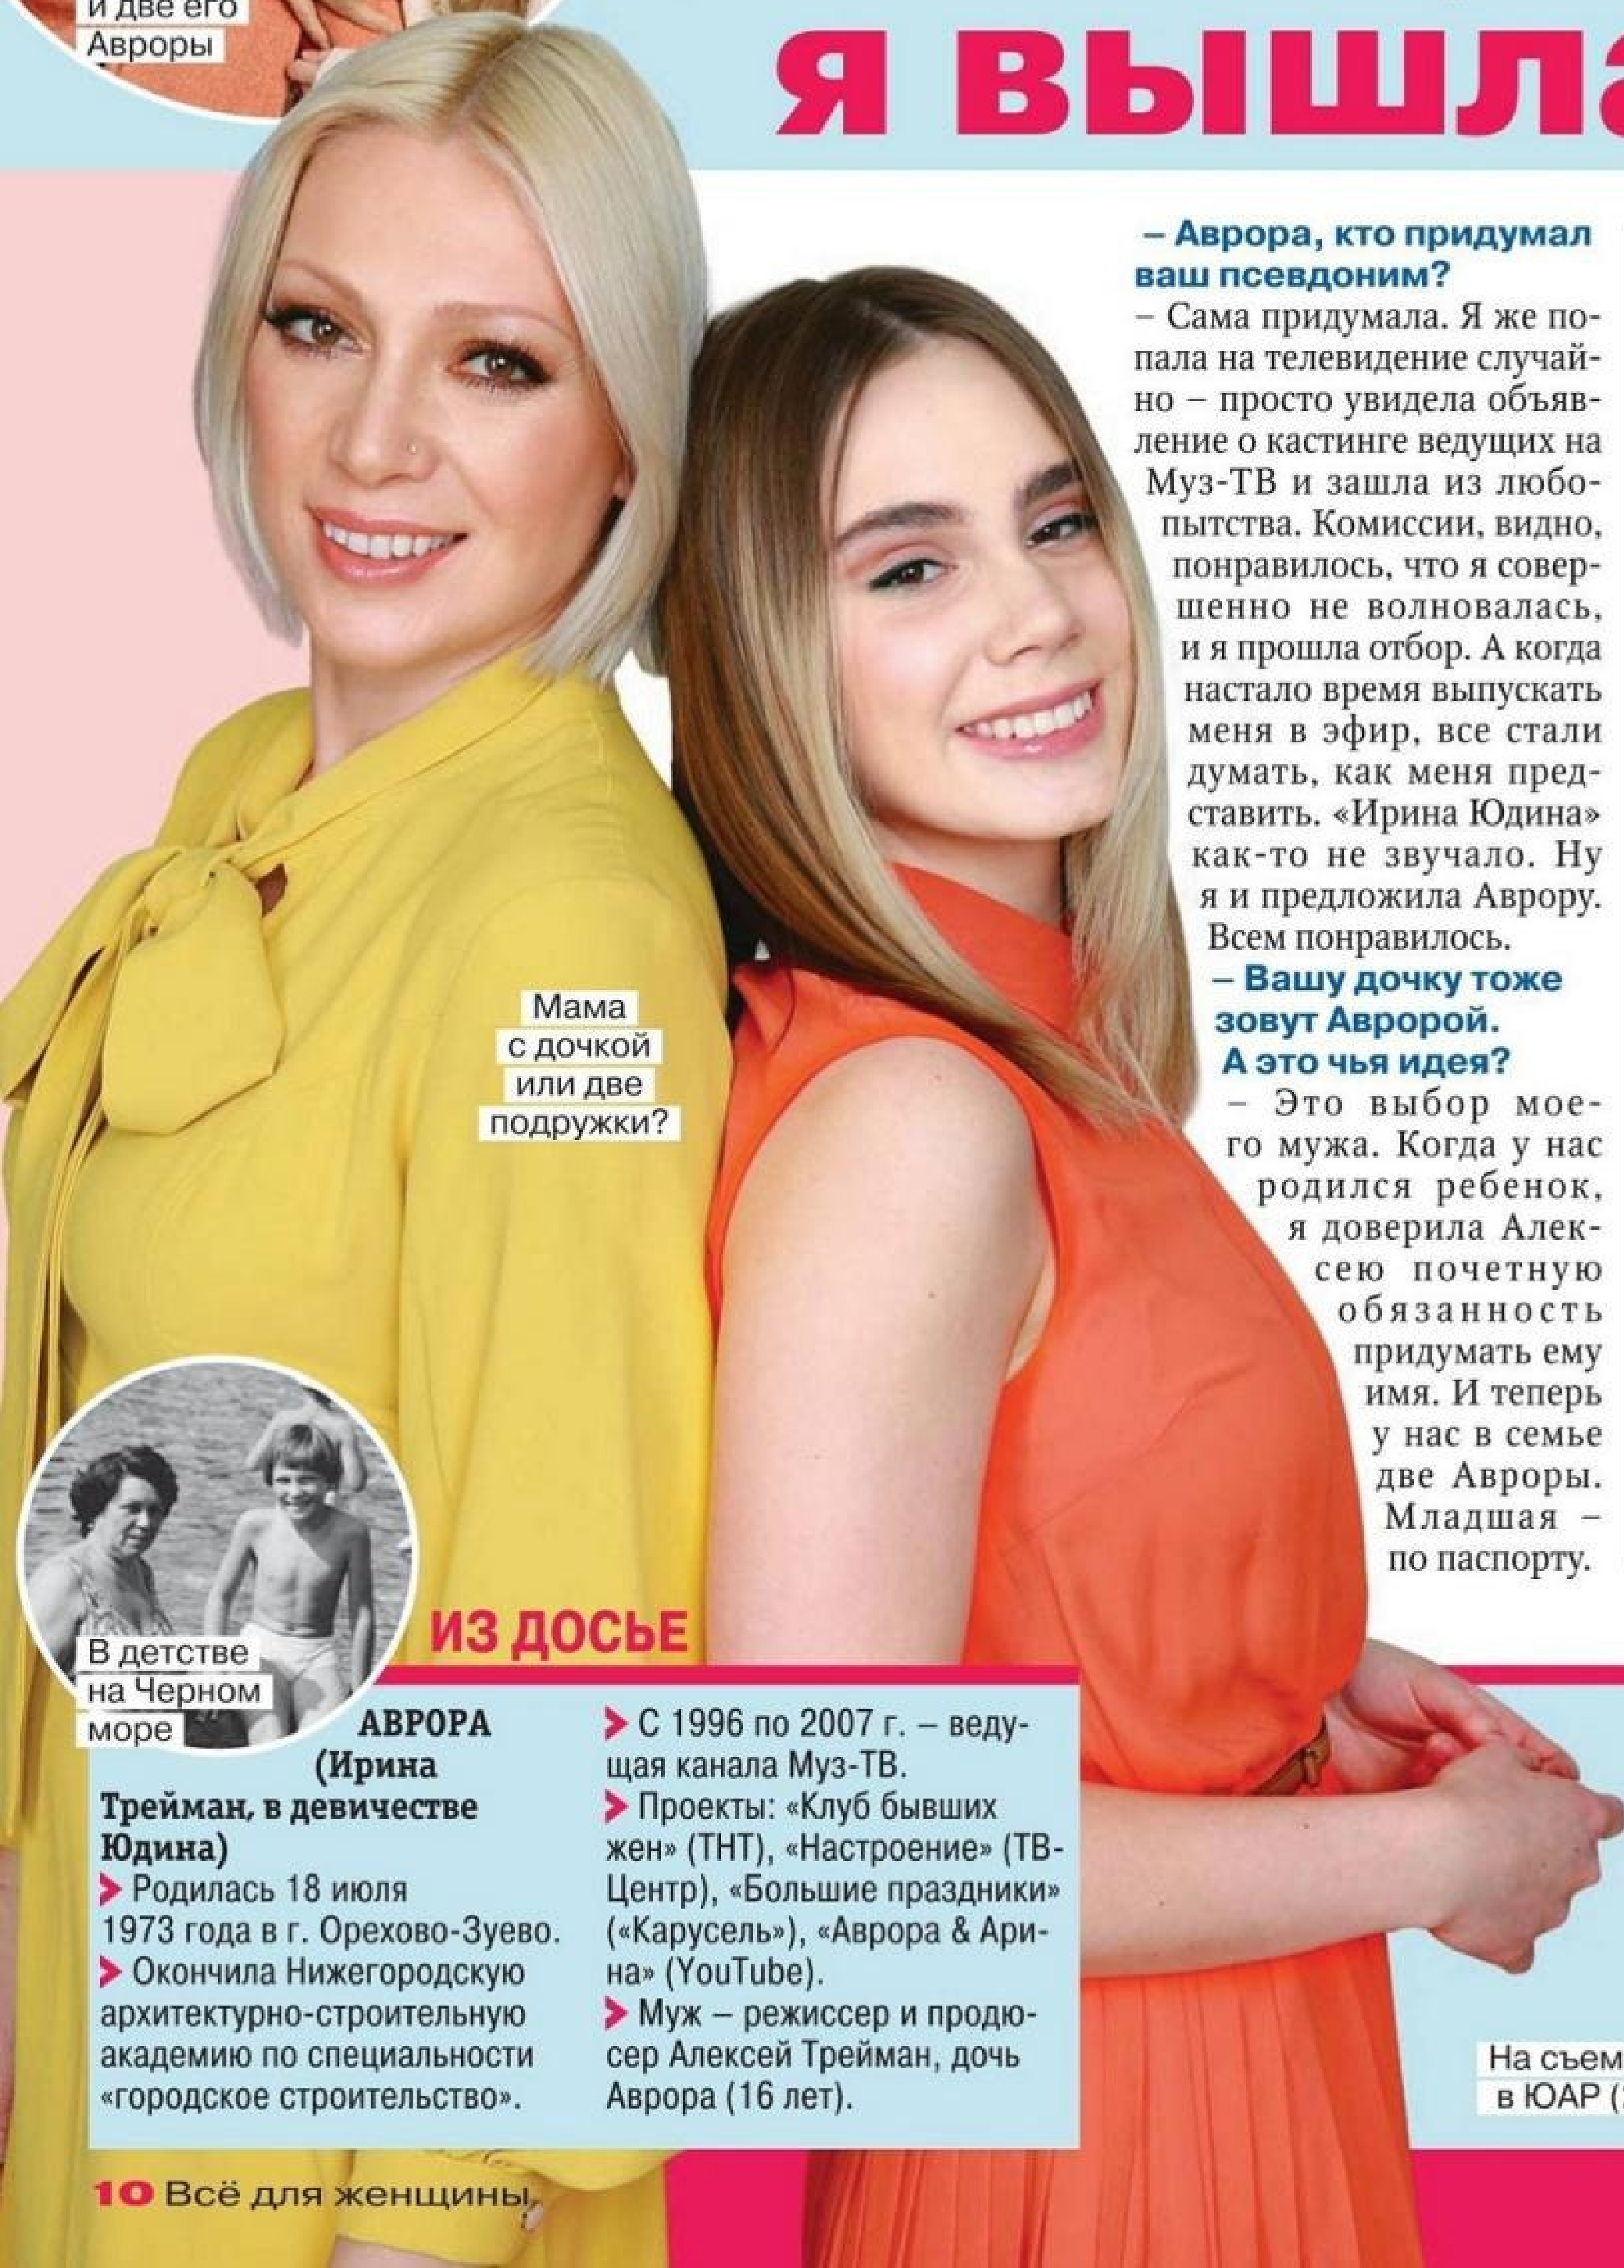 и две его
Авроры
Я ВЫШЛ
– Аврора, кто придумал
ваш псевдоним?
– Сама придумала. Я же по-
пала на телевидение случай-
но – просто увидела объяв-
ление о кастинге ведущих на
Муз-ТВ и зашла из любо-
пытства. Комиссии, видно,
понравилось, что я совер-
шенно не волновалась,
и я прошла отбор. А когда
настало время выпускать
меня в эфир, все стали
думать, как меня пред-
ставить. «Ирина Юдина»
как-то не звучало. Ну
я и предложила Аврору.
Всем понравилось.
– Вашу дочку тоже
зовут Авророй.
А это чья идея?
– Это выбор мое-
го мужа. Когда у нас
родился ребенок,
я доверила Алек-
сею почетную
обязанность
придумать ему
имя. И теперь
у нас в семье
две Авроры.
Младшая –
по паспорту.
Мама
с дочкой
или две
подружки?
В детстве
на Черном
море
ИЗ ДОСЬЕ
АВРОРА
(Ирина
Трейман, в девичестве
Юдина)
Родилась 18 июля
1973 года в г. Орехово-Зуево.
Окончила Нижегородскую
архитектурно-строительную
академию по специальности
«городское строительство».
С 1996 по 2007 г. – веду-
щая канала Муз-ТВ.
Проекты: «Клуб бывших
жен» (ТНТ), «Настроение» (ТВ-
Центр), «Большие праздники»
(«Карусель»), «Аврора & Ари-
на» (YouTube).
Муж – режиссер и продю-
сер Алексей Трейман, дочь
Аврора (16 лет).
На съем
в ЮАР (
10 Всё для женщины